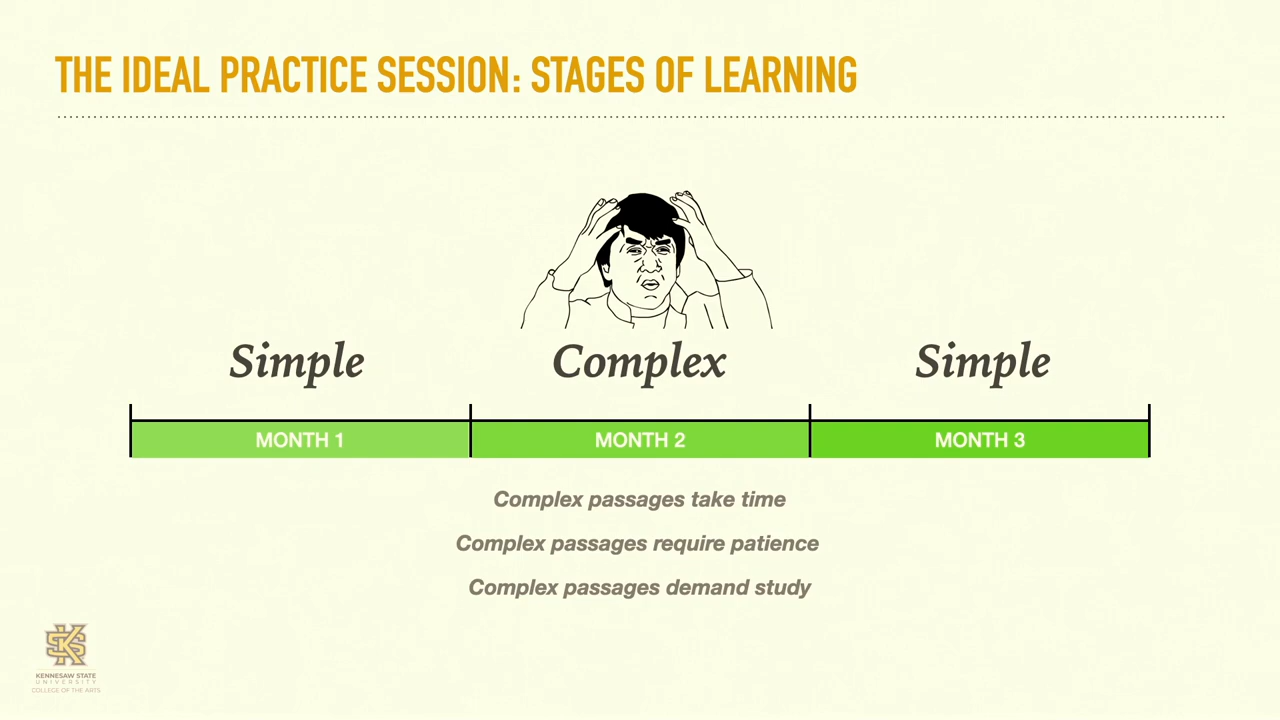 THE IDEAL PRACTICE SESSION: STAGES OF LEARNING
Simple Complex Simple
MONTH 1 MONTH 2 MONTH 3
Complex passages take time
Complex passages require patience
Complex passages demand study
KS
KENNESAW STATE
UNIVERSITY
COLLEGE OF THE ARTS